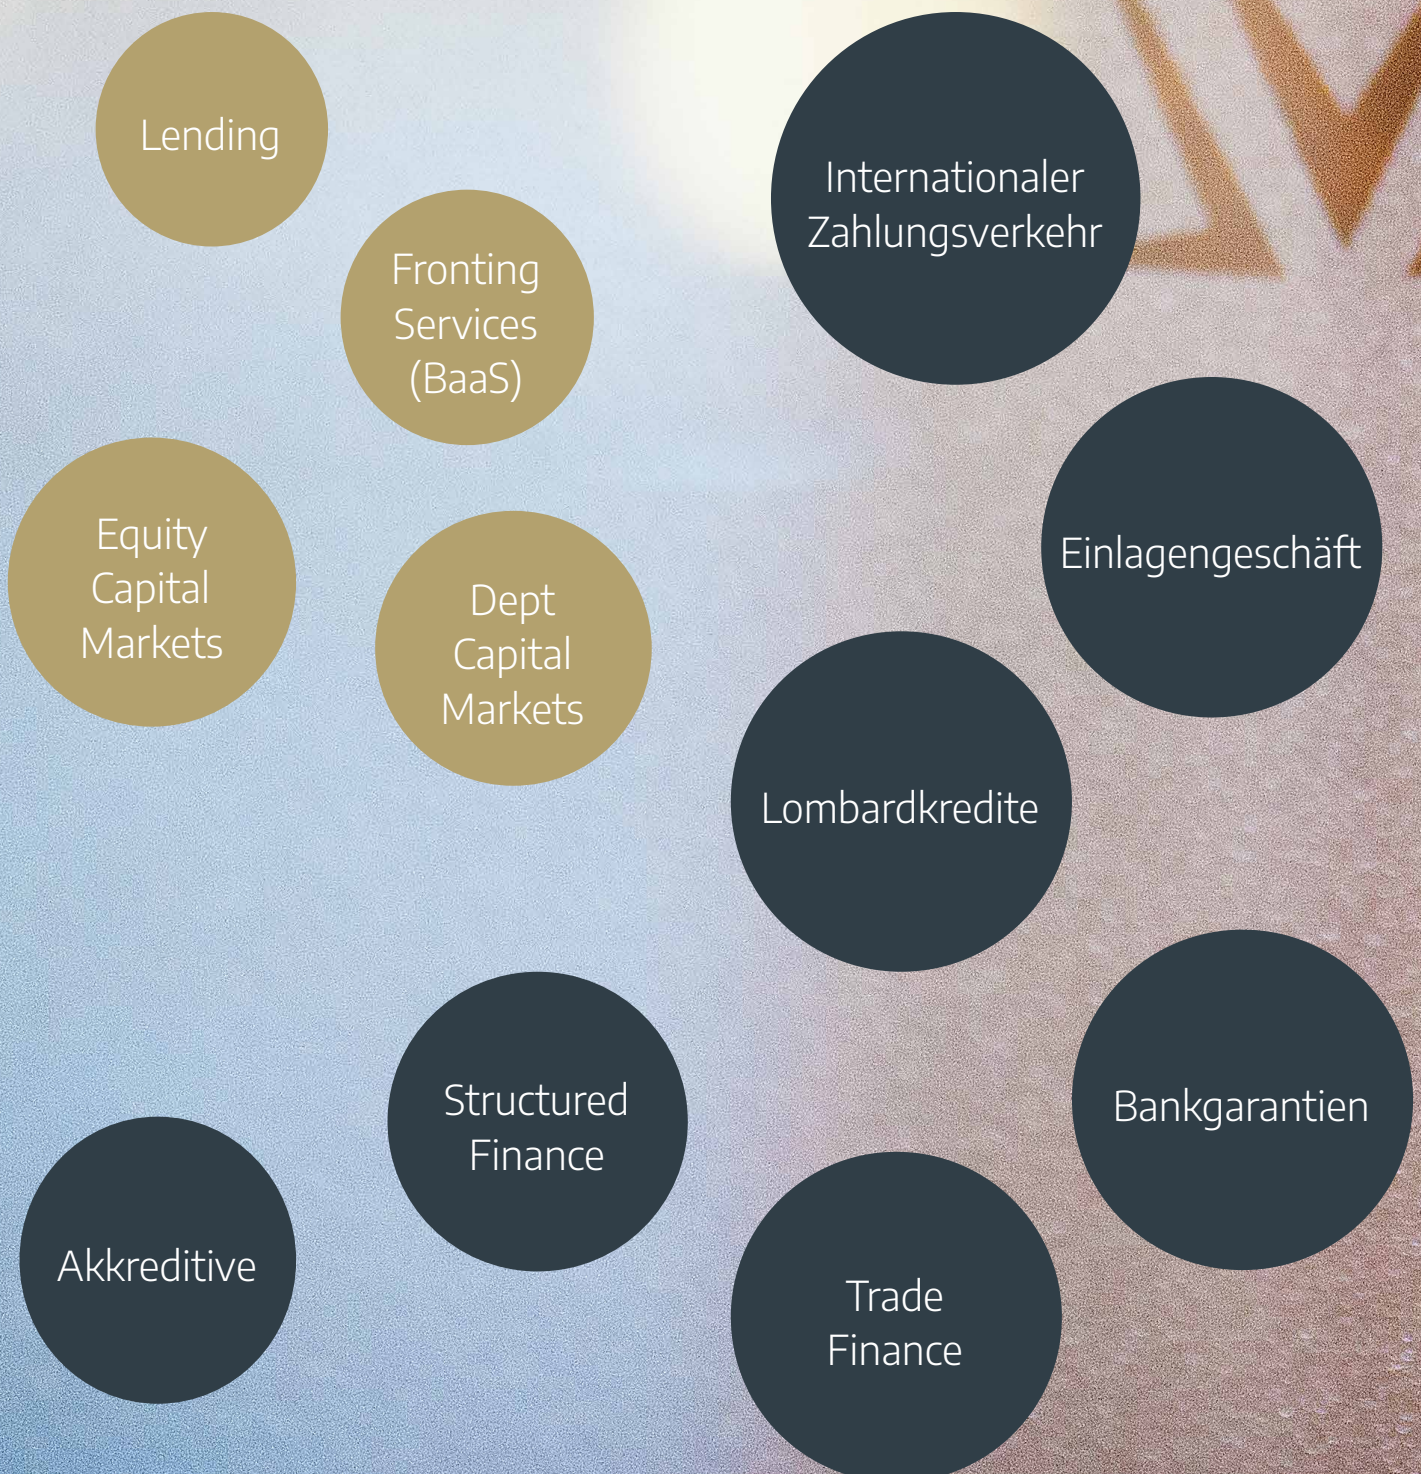 Lending
Internationaler
Zahlungsverkehr
Fronting
Services
(BaaS)
Equity
Capital
Markets
Dept
Capital
Markets
Einlagengeschäft
Lombardkredite
Structured
Finance
Bankgarantien
Akkreditive
Trade
Finance